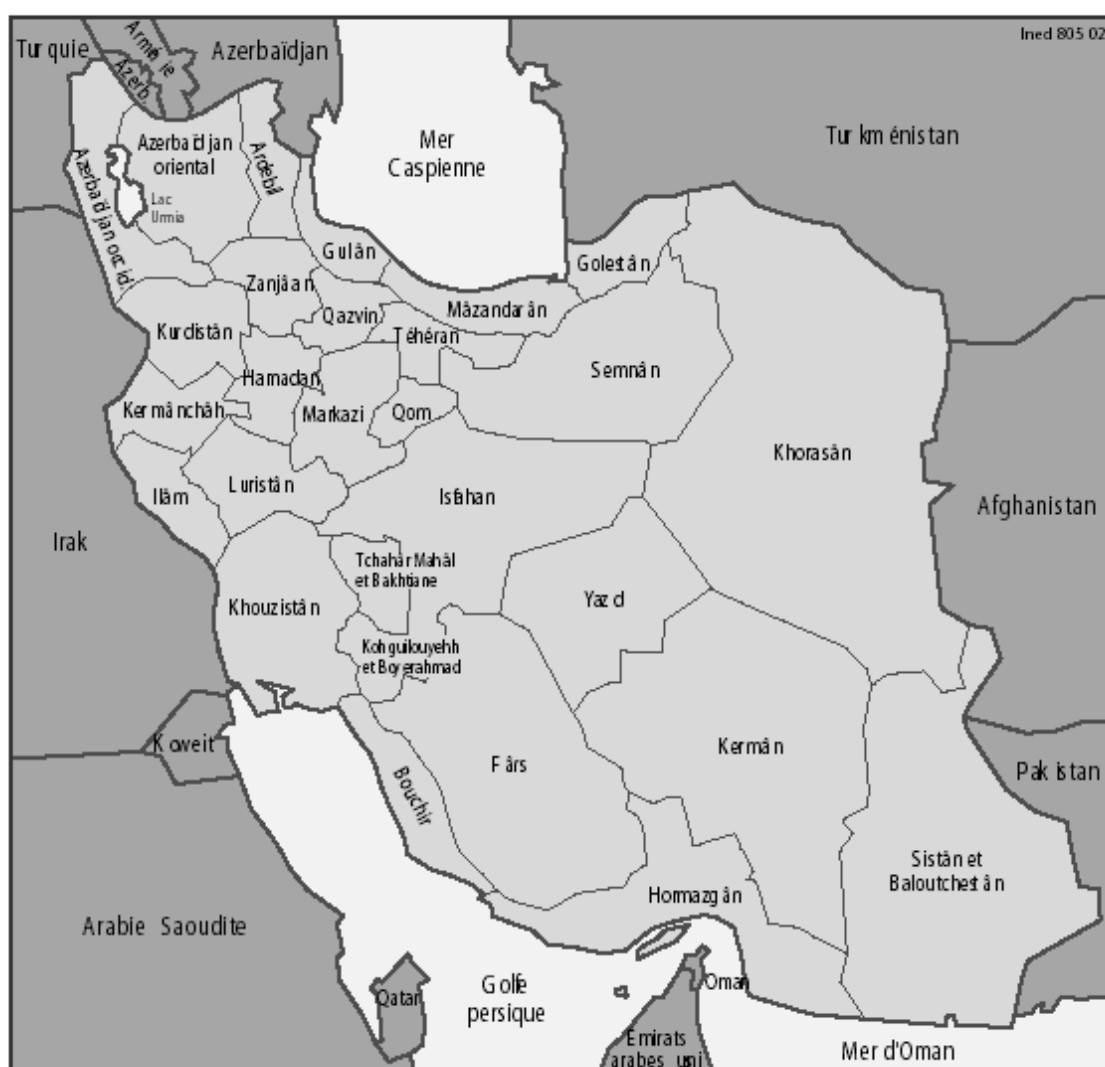 Ined 805 02
Turquie
Arménie
Azerb.
Azerbaïdjan
Mer
Caspienne
Turkménistan
Azerbaïdjan
oriental
Ardebil
Azerbaïdjan occid.
Lac
Urmia
Gulân
Golestân
Zanjâan
Mâzandarân
Qazvin
Kurdistân
Téhéran
Semnân
Hamadan
Kermânchâh
Markazi
Qom
Khorasân
Luristân
Ilâm
Isfahan
Afghanistan
Irak
Tchahâr Mahâl
et Bakhtiane
Khouzistân
Yazd
Kohguilouyehh
et Boyerahmad
Koweit
Kermân
Fârs
Bouchir
Pakistan
Sistân et
Baloutchestân
Hormazgân
Arabie Saoudite
Qatar
Golfe
persique
Oman
Emirats
arabes unis
Mer d'Oman